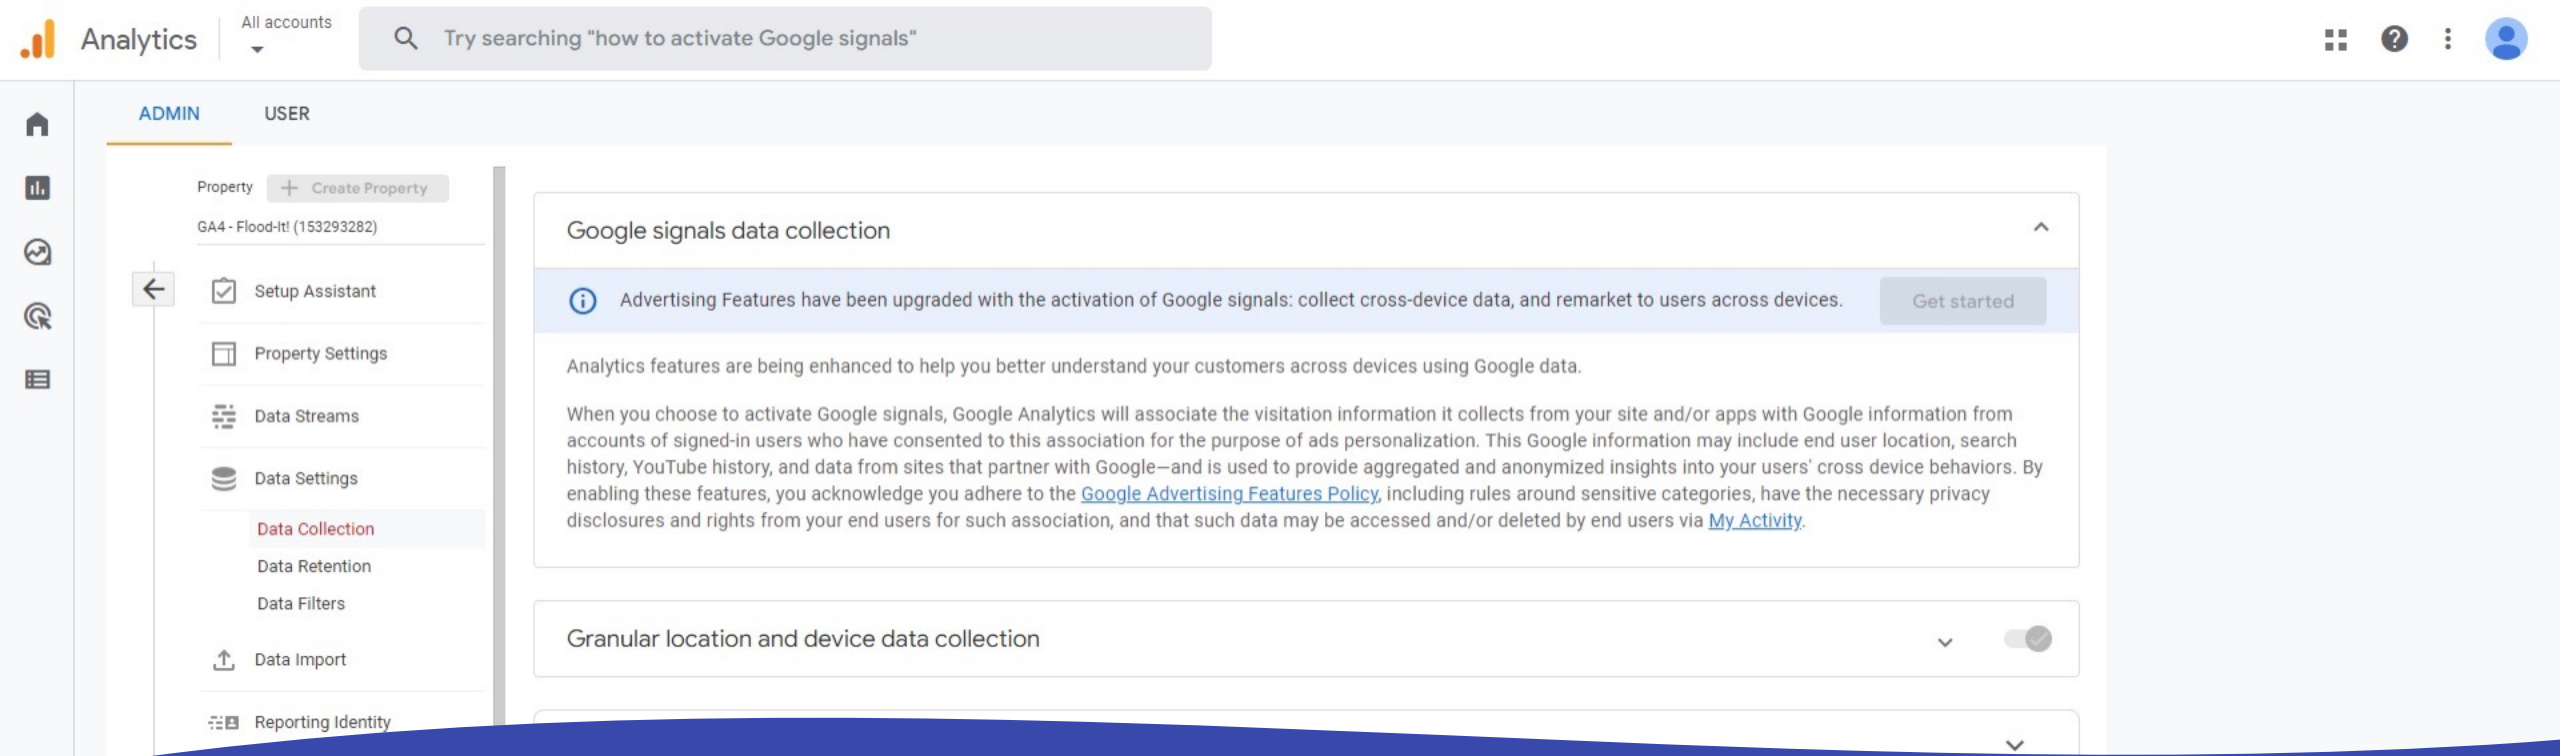 Analytics
All accounts
Try searching "how to activate Google signals"
ADMIN
USER
Property
Create Property
GA4 - Flood-It! (153293282)
Setup Assistant
Property Settings
Data Streams
Data Settings
Data Collection
Data Retention
Data Filters
Data Import
Reporting Identity
Google signals data collection
Advertising Features have been upgraded with the activation of Google signals: collect cross-device data, and remarket to users across devices.
Get started
Analytics features are being enhanced to help you better understand your customers across devices using Google data.
When you choose to activate Google signals, Google Analytics will associate the visitation information it collects from your site and/or apps with Google information from
accounts of signed-in users who have consented to this association for the purpose of ads personalization. This Google information may include end user location, search
history, YouTube history, and data from sites that partner with Google—and is used to provide aggregated and anonymized insights into your users' cross device behaviors. By
enabling these features, you acknowledge you adhere to the Google Advertising Features Policy, including rules around sensitive categories, have the necessary privacy
disclosures and rights from your end users for such association, and that such data may be accessed and/or deleted by end users via My Activity.
Granular location and device data collection